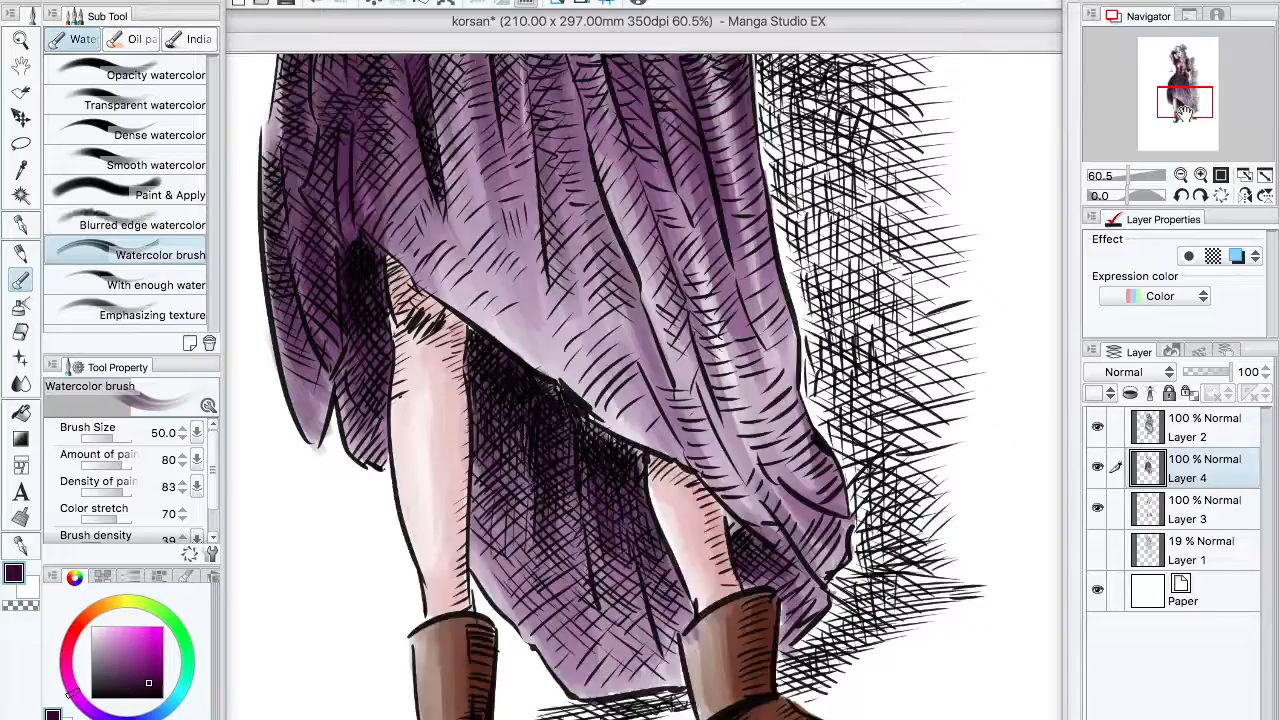 korsan* (210.00 x 297.00mm 350dpi 60.5%)  - Manga Studio EX
Sub Tool
Wate
Oil pa
India
Opacity watercolor
Transparent watercolor
Dense watercolor
Smooth watercolor
Paint & Apply
Blurred edge watercolor
Watercolor brush
With enough water
Emphasizing texture
Tool Property
Watercolor brush
Brush Size 50.0
Amount of pain 80
Density of pain 83
Color stretch 70
Brush density 39
Navigator
60.5
0.0
Layer Properties
Effect
Expression color
Color
Layer
Normal 100
100 % Normal
Layer 2
100 % Normal
Layer 4
100 % Normal
Layer 3
19 % Normal
Layer 1
Paper